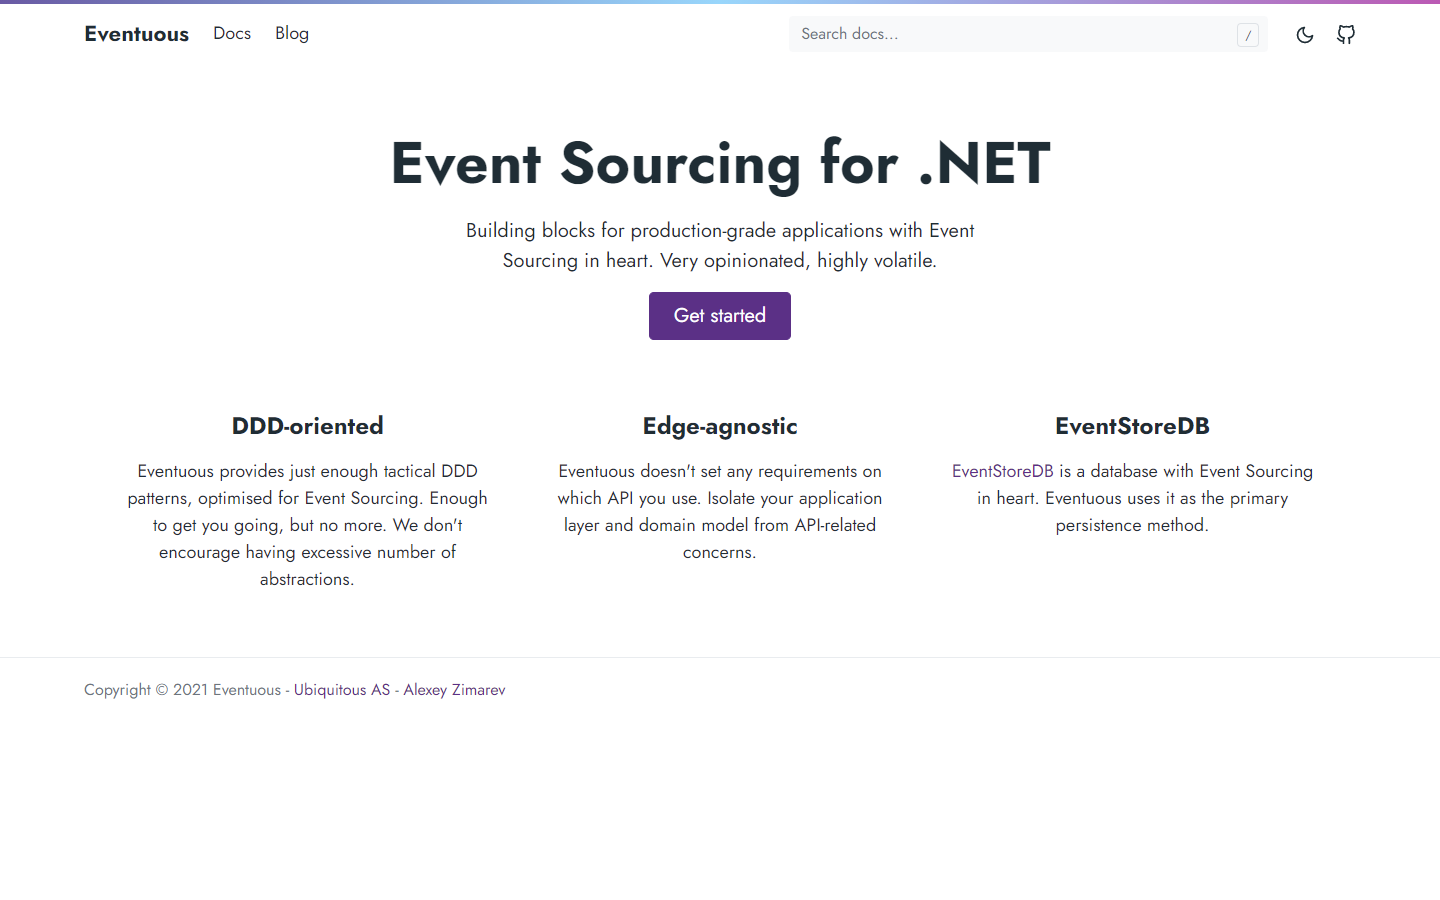 Eventuous Docs Blog Search docs... /
Event Sourcing for .NET
Building blocks for production-grade applications with Event
Sourcing in heart. Very opinionated, highly volatile.
Get started
DDD-oriented
Eventuous provides just enough tactical DDD
patterns, optimised for Event Sourcing. Enough
to get you going, but no more. We don't
encourage having excessive number of
abstractions.
Edge-agnostic
Eventuous doesn't set any requirements on
which API you use. Isolate your application
layer and domain model from API-related
concerns.
EventStoreDB
EventStoreDB is a database with Event Sourcing
in heart. Eventuous uses it as the primary
persistence method.
Copyright © 2021 Eventuous - Ubiquitous AS - Alexey Zimarev